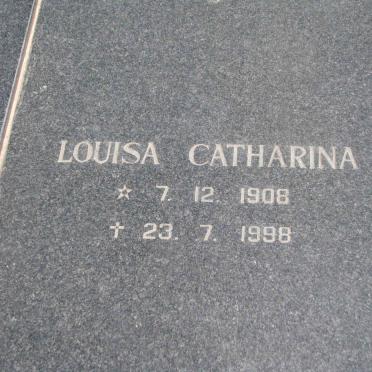 LOUISA CATHARINA
☆ 7. 12. 1908
✝ 23. 7. 1998